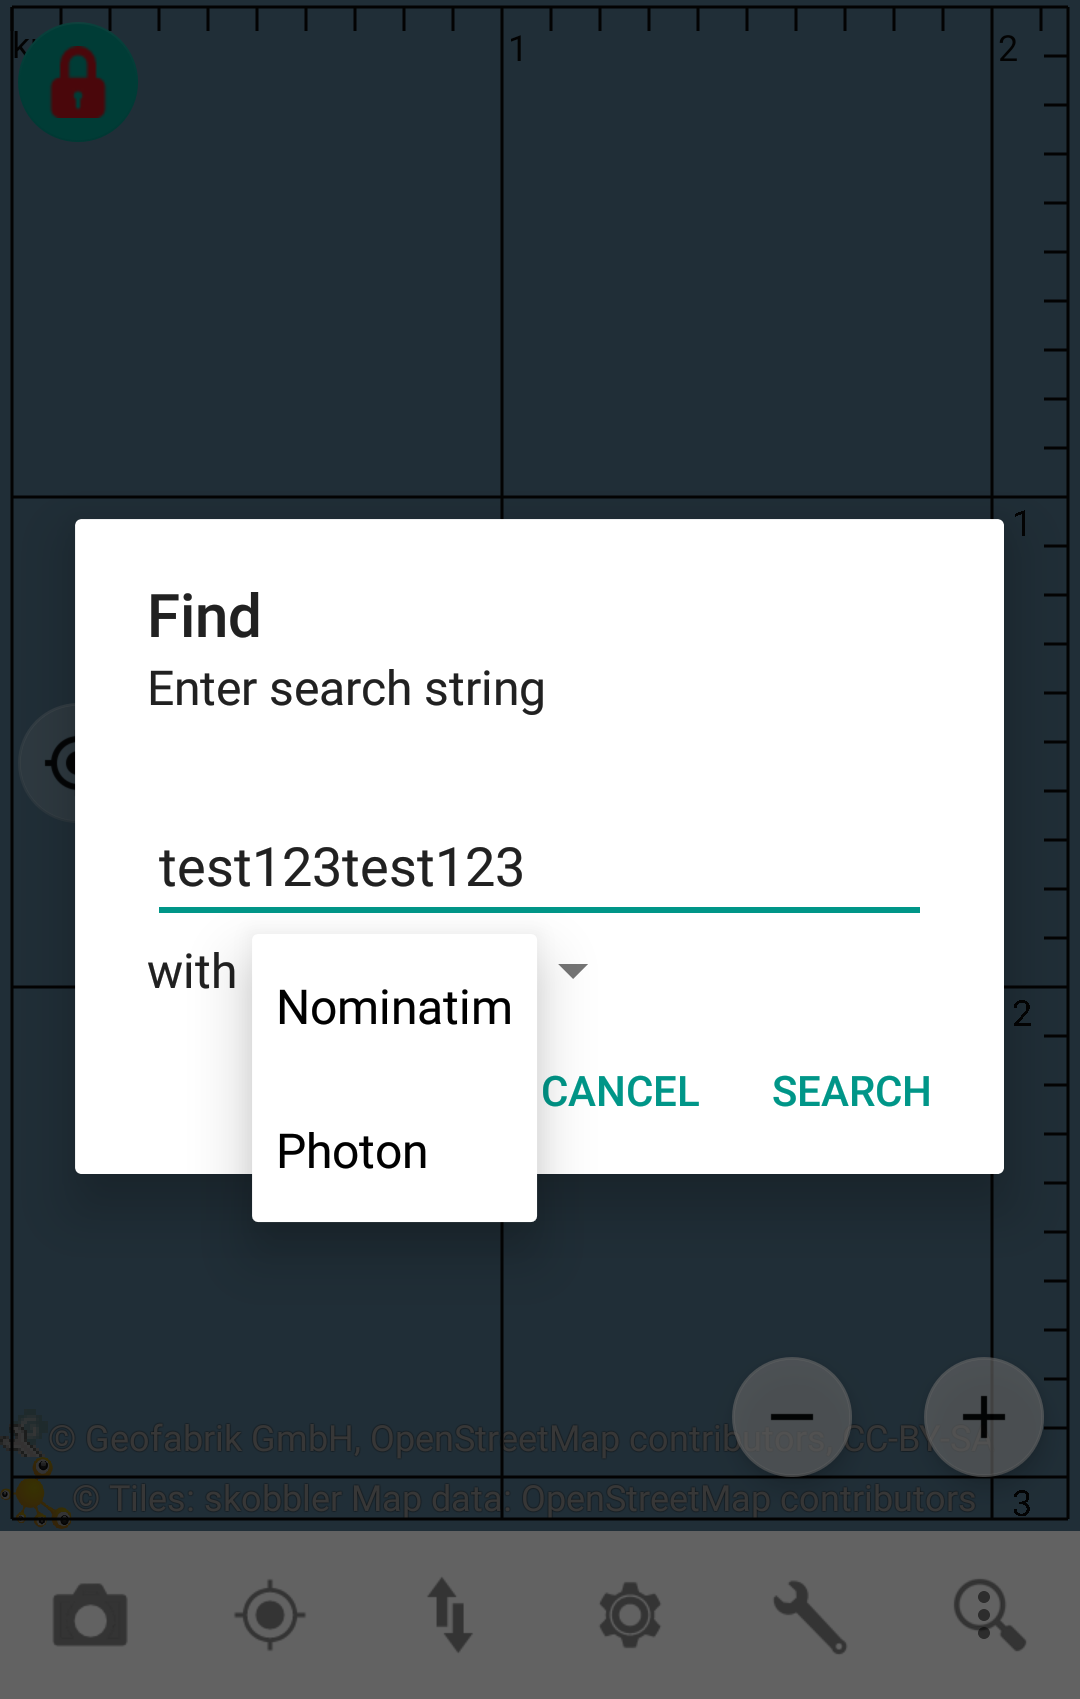 1
2
1
Find
Enter search string
test123test123
with
Nominatim
Photon
CANCEL
SEARCH
2
© Geofabrik GmbH, OpenStreetMap contributors, CC-BY-SA
© Tiles: skobbler Map data: OpenStreetMap contributors
3